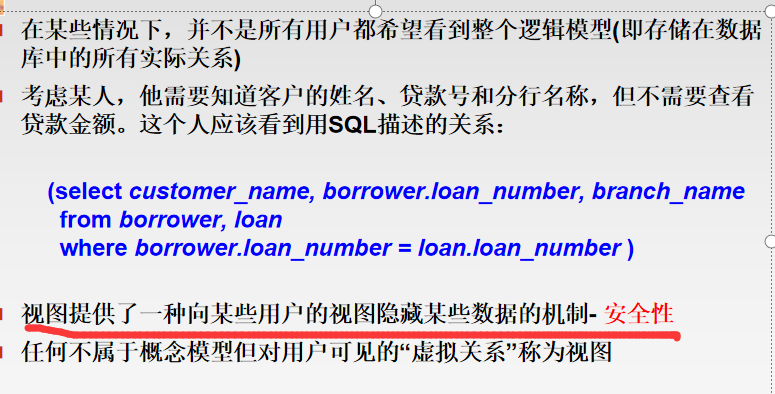 在某些情况下，并不是所有用户都希望看到整个逻辑模型(即存储在数据
库中的所有实际关系)
考虑某人，他需要知道客户的姓名、贷款号和分行名称，但不需要查看
贷款金额。这个人应该看到用SQL描述的关系：
(select customer_name, borrower.loan_number, branch_name
from borrower, loan
where borrower.loan_number = loan.loan_number )
视图提供了一种向某些用户的视图隐藏某些数据的机制- 安全性
任何不属于概念模型但对用户可见的“虚拟关系”称为视图